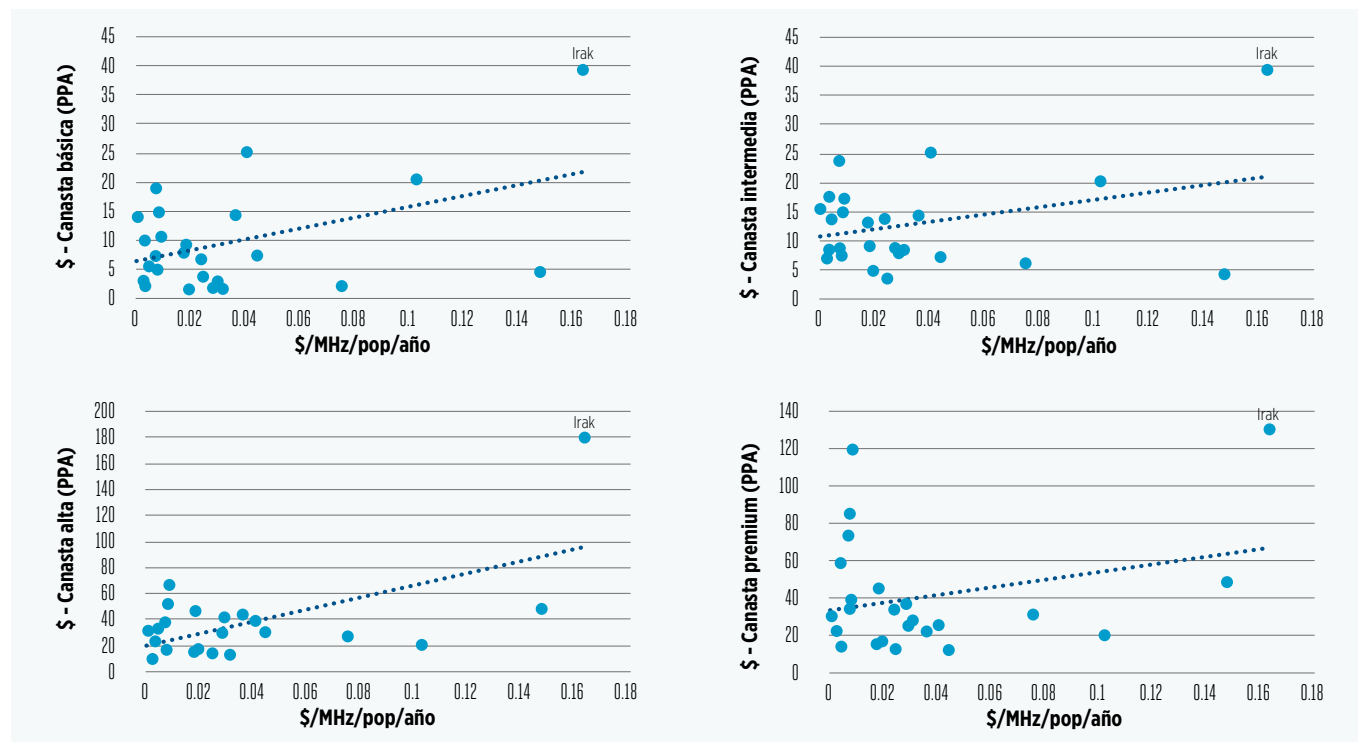 $ - Canasta básica (PPA)
45
40
35
30
25
20
15
10
5
0
Irak
0 0.02 0.04 0.06 0.08 0.1 0.12 0.14 0.16 0.18
$/MHz/pop/año
$ - Canasta intermedia (PPA)
45
40
35
30
25
20
15
10
5
0
Irak
0 0.02 0.04 0.06 0.08 0.1 0.12 0.14 0.16 0.18
$/MHz/pop/año
$ - Canasta alta (PPA)
200
180
160
140
120
100
80
60
40
20
0
Irak
0 0.02 0.04 0.06 0.08 0.1 0.12 0.14 0.16 0.18
$/MHz/pop/año
$ - Canasta premium (PPA)
140
120
100
80
60
40
20
0
Irak
0 0.02 0.04 0.06 0.08 0.1 0.12 0.14 0.16 0.18
$/MHz/pop/año